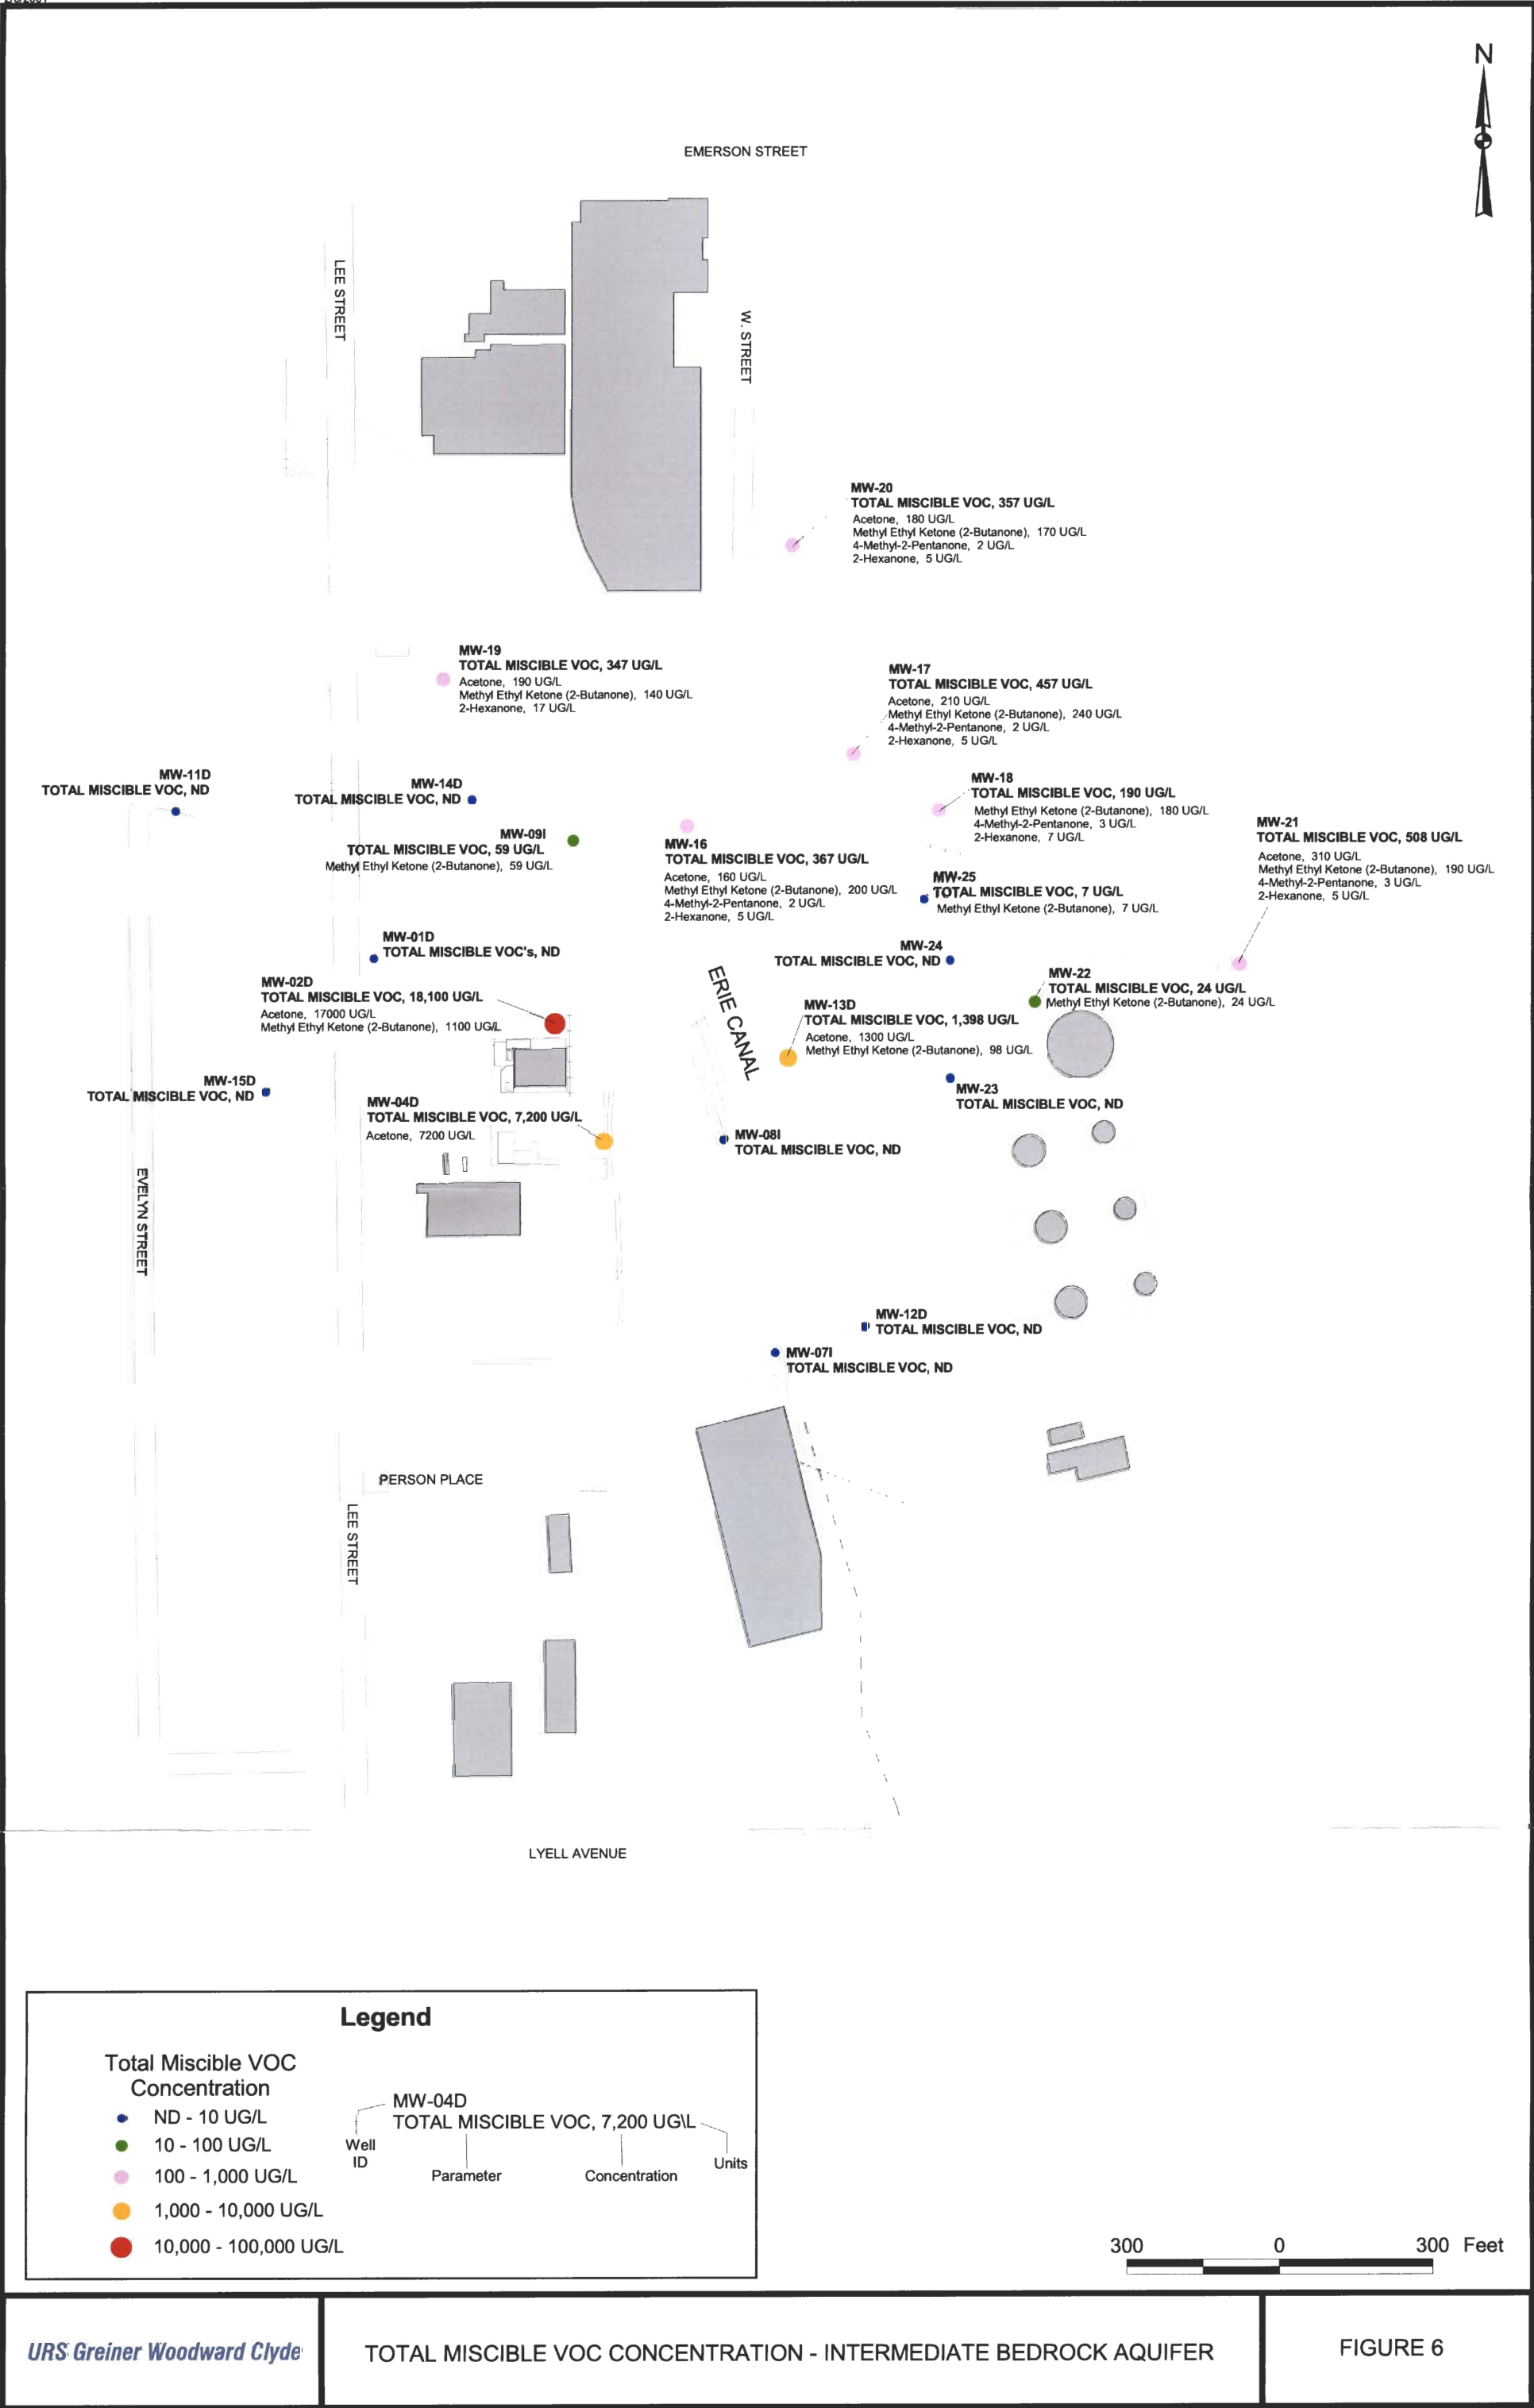 N
EMERSON STREET
LEE STREET
W. STREET
MW-20
TOTAL MISCIBLE VOC, 357 UG/L
Acetone, 180 UG/L
Methyl Ethyl Ketone (2-Butanone), 170 UG/L
4-Methyl-2-Pentanone, 2 UG/L
2-Hexanone, 5 UG/L
MW-19
TOTAL MISCIBLE VOC, 347 UG/L
Acetone, 190 UG/L
Methyl Ethyl Ketone (2-Butanone), 140 UG/L
2-Hexanone, 17 UG/L
MW-17
TOTAL MISCIBLE VOC, 457 UG/L
Acetone, 210 UG/L
Methyl Ethyl Ketone (2-Butanone), 240 UG/L
4-Methyl-2-Pentanone, 2 UG/L
2-Hexanone, 5 UG/L
MW-11D
TOTAL MISCIBLE VOC, ND
MW-14D
TOTAL MISCIBLE VOC, ND
MW-18
TOTAL MISCIBLE VOC, 190 UG/L
Methyl Ethyl Ketone (2-Butanone), 180 UG/L
4-Methyl-2-Pentanone, 3 UG/L
2-Hexanone, 7 UG/L
MW-09I
TOTAL MISCIBLE VOC, 59 UG/L
Methyl Ethyl Ketone (2-Butanone), 59 UG/L
MW-16
TOTAL MISCIBLE VOC, 367 UG/L
Acetone, 160 UG/L
Methyl Ethyl Ketone (2-Butanone), 200 UG/L
4-Methyl-2-Pentanone, 2 UG/L
2-Hexanone, 5 UG/L
MW-21
TOTAL MISCIBLE VOC, 508 UG/L
Acetone, 310 UG/L
Methyl Ethyl Ketone (2-Butanone), 190 UG/L
4-Methyl-2-Pentanone, 3 UG/L
2-Hexanone, 5 UG/L
MW-25
TOTAL MISCIBLE VOC, 7 UG/L
Methyl Ethyl Ketone (2-Butanone), 7 UG/L
MW-01D
TOTAL MISCIBLE VOC's, ND
MW-24
TOTAL MISCIBLE VOC, ND
MW-02D
TOTAL MISCIBLE VOC, 18,100 UG/L
Acetone, 17000 UG/L
Methyl Ethyl Ketone (2-Butanone), 1100 UG/L
ERIE CANAL
MW-22
TOTAL MISCIBLE VOC, 24 UG/L
Methyl Ethyl Ketone (2-Butanone), 24 UG/L
MW-13D
TOTAL MISCIBLE VOC, 1,398 UG/L
Acetone, 1300 UG/L
Methyl Ethyl Ketone (2-Butanone), 98 UG/L
MW-15D
TOTAL MISCIBLE VOC, ND
MW-23
TOTAL MISCIBLE VOC, ND
MW-04D
TOTAL MISCIBLE VOC, 7,200 UG/L
Acetone, 7200 UG/L
MW-08I
TOTAL MISCIBLE VOC, ND
EVELYN STREET
MW-12D
TOTAL MISCIBLE VOC, ND
MW-07I
TOTAL MISCIBLE VOC, ND
PERSON PLACE
LEE STREET
LYELL AVENUE
Legend
Total Miscible VOC
Concentration
ND - 10 UG/L
10 - 100 UG/L
100 - 1,000 UG/L
1,000 - 10,000 UG/L
10,000 - 100,000 UG/L
MW-04D
TOTAL MISCIBLE VOC, 7,200 UG\L
Well
ID
Parameter
Concentration
Units
300 0 300 Feet
URS Greiner Woodward Clyde
TOTAL MISCIBLE VOC CONCENTRATION - INTERMEDIATE BEDROCK AQUIFER
FIGURE 6